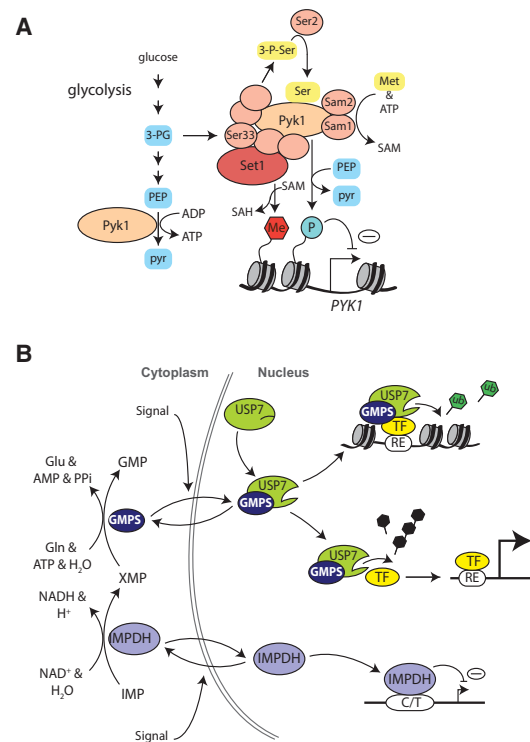 A
glucose
glycolysis
3-PG
PEP
Pyk1
ADP
ATP
pyr
Ser2
3-P-Ser
Ser
Pyk1
Sam2
Sam1
Met
&
ATP
SAM
Ser33
Set1
PEP
pyr
SAM
SAH
Me
P
−
PYK1
B
Cytoplasm
Nucleus
Signal
USP7
Glu &
AMP & PPi
GMP
GMPS
Gln &
ATP & H2O
XMP
USP7
GMPS
USP7
GMPS
TF
RE
ub
ub
USP7
GMPS
TF
TF
RE
NADH &
H+
IMPDH
NAD+ &
H2O
IMP
Signal
IMPDH
IMPDH
C/T
−